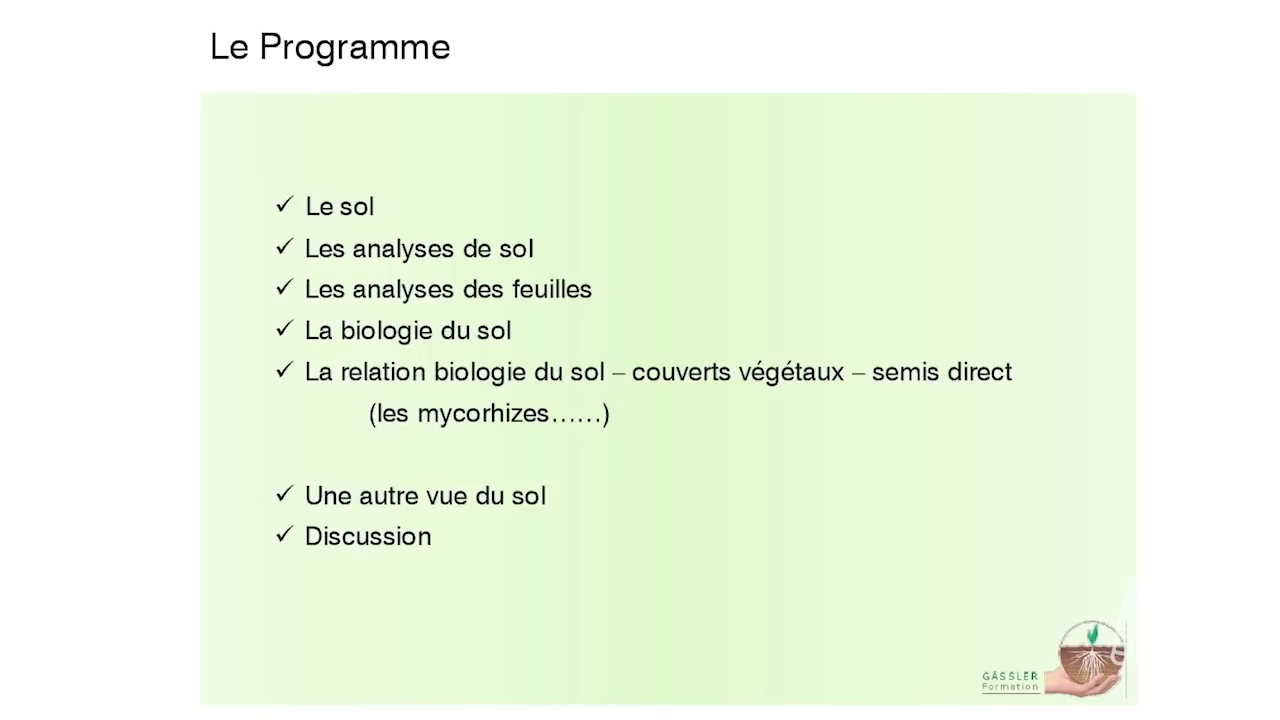 Le Programme
✓ Le sol
✓ Les analyses de sol
✓ Les analyses des feuilles
✓ La biologie du sol
✓ La relation biologie du sol – couverts végétaux – semis direct
(les mycorhizes……)
✓ Une autre vue du sol
✓ Discussion
GÄSSLER
Formation